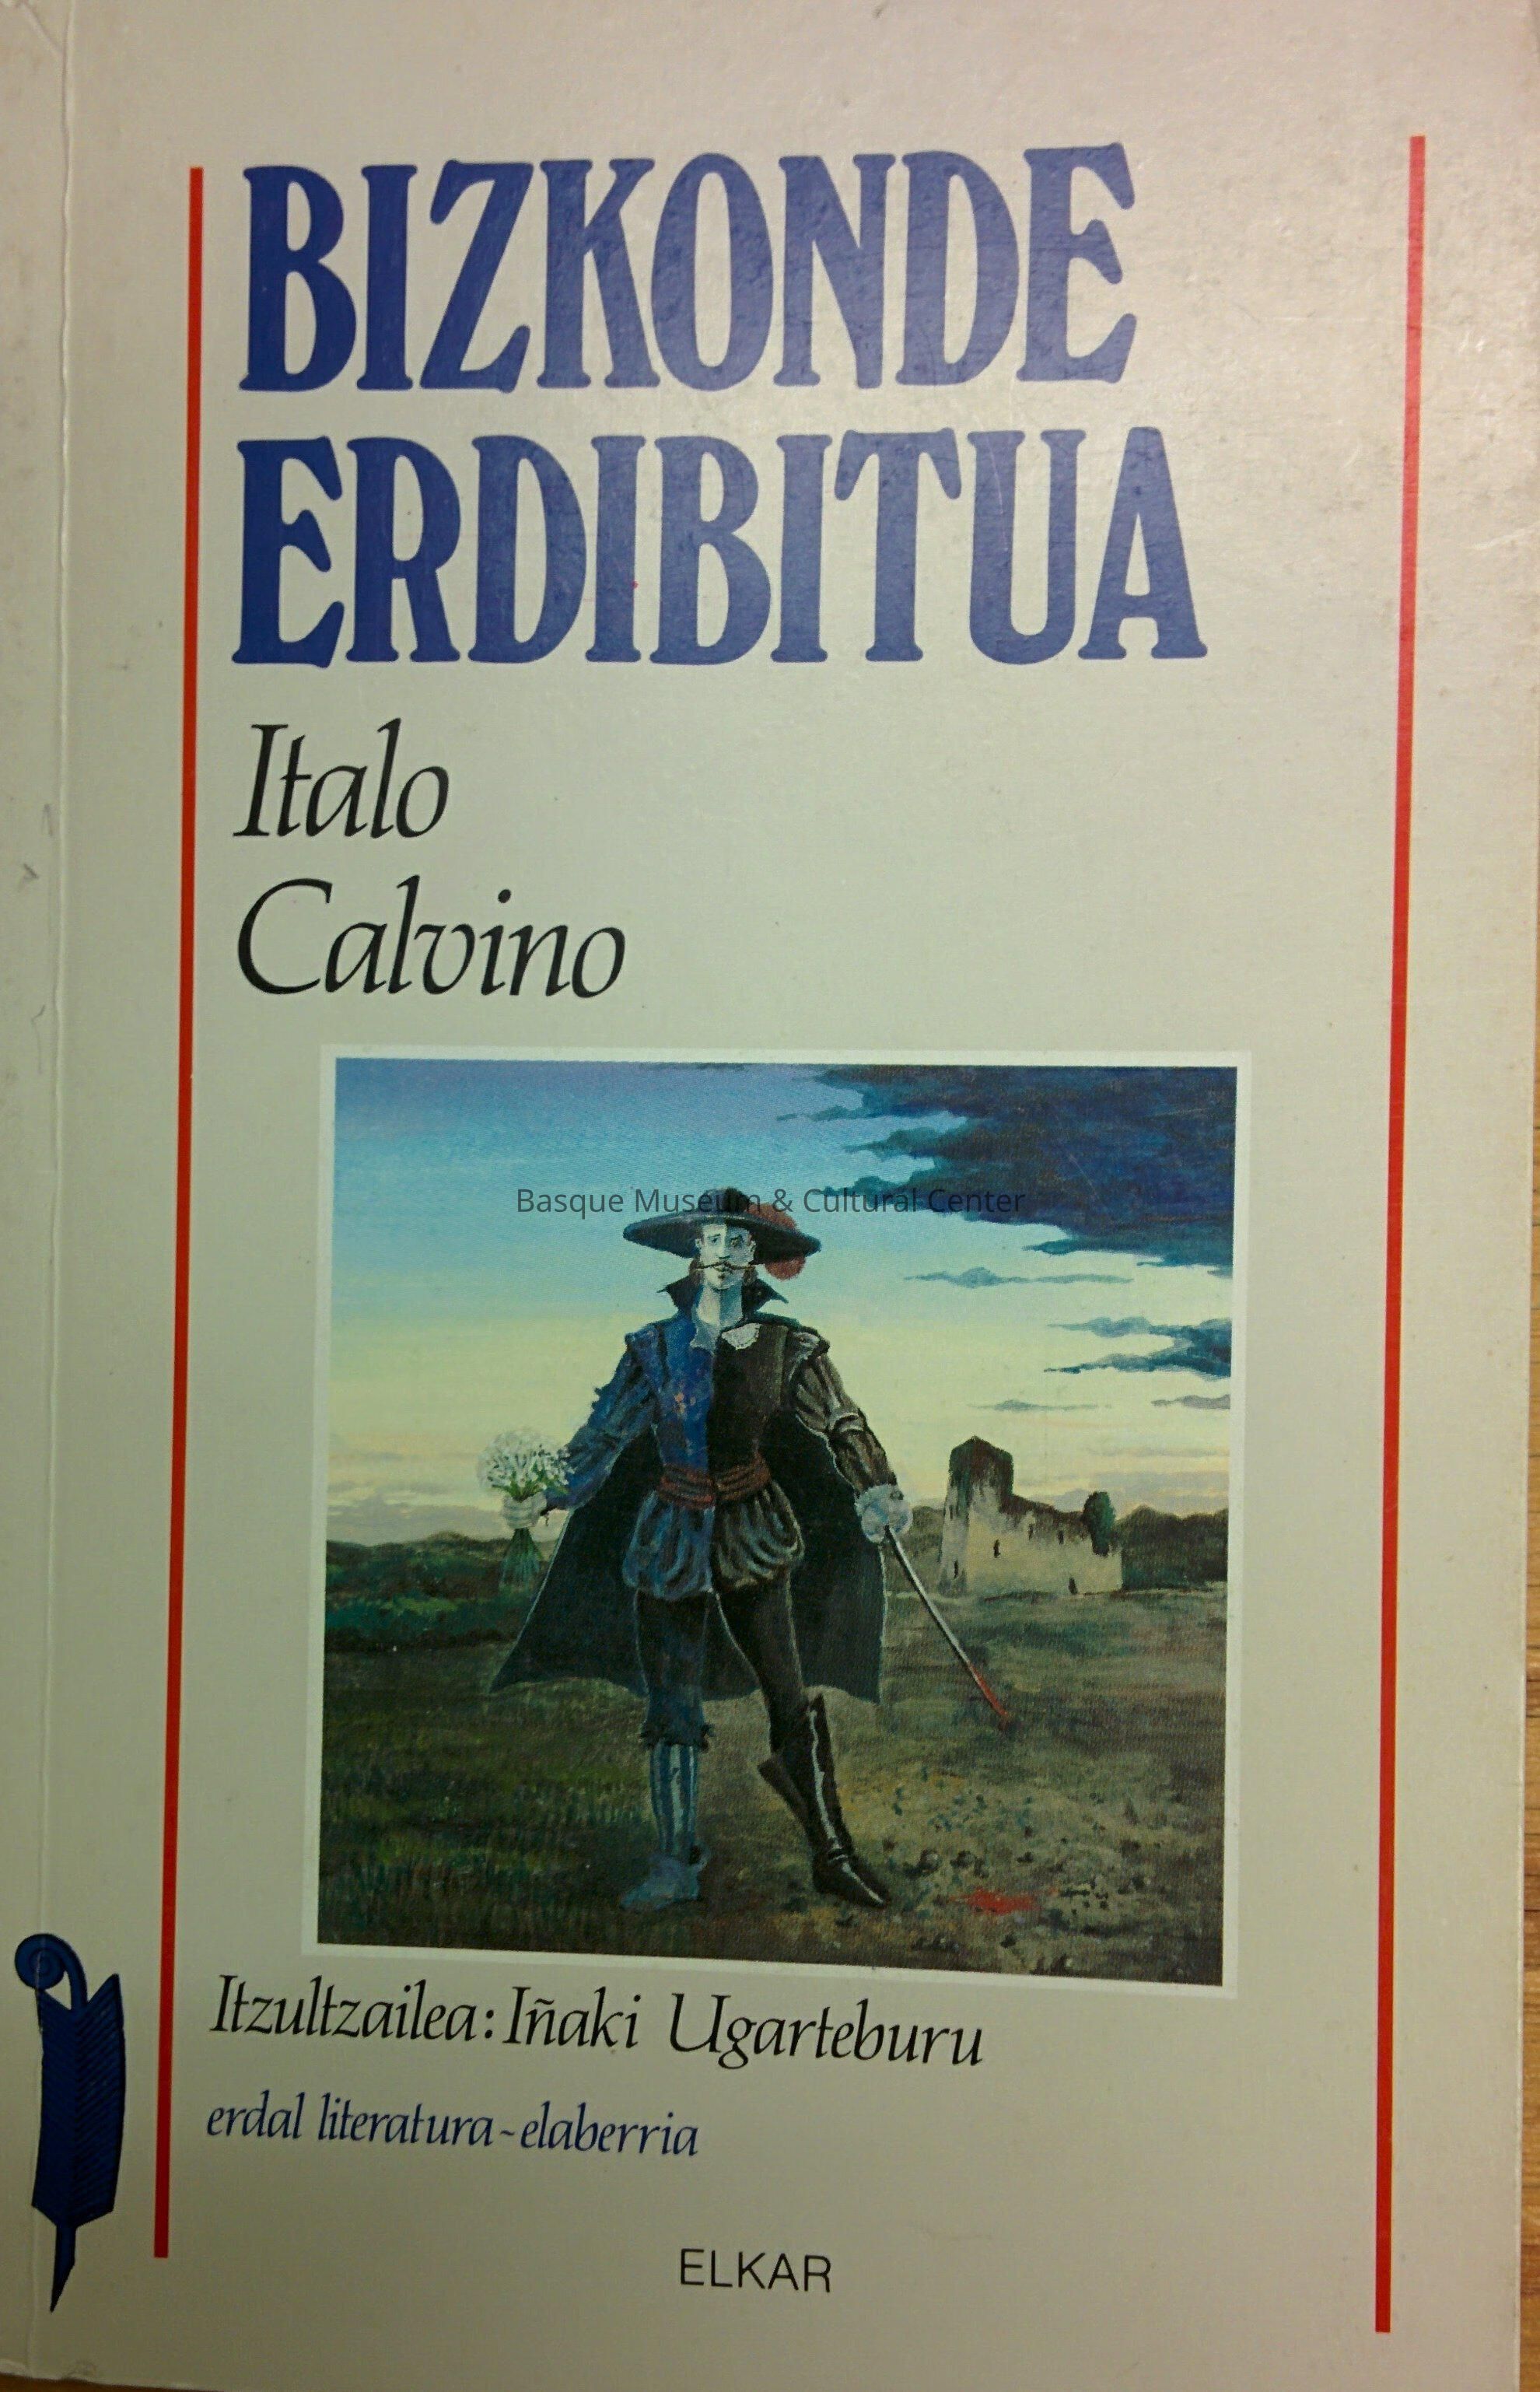 BIZKONDE
ERDIBITUA
Italo
Calvino
Basque Museum & Cultural Center
Itzultzailea: Iñaki Ugarteburu
erdal literatura-elaberria
ELKAR